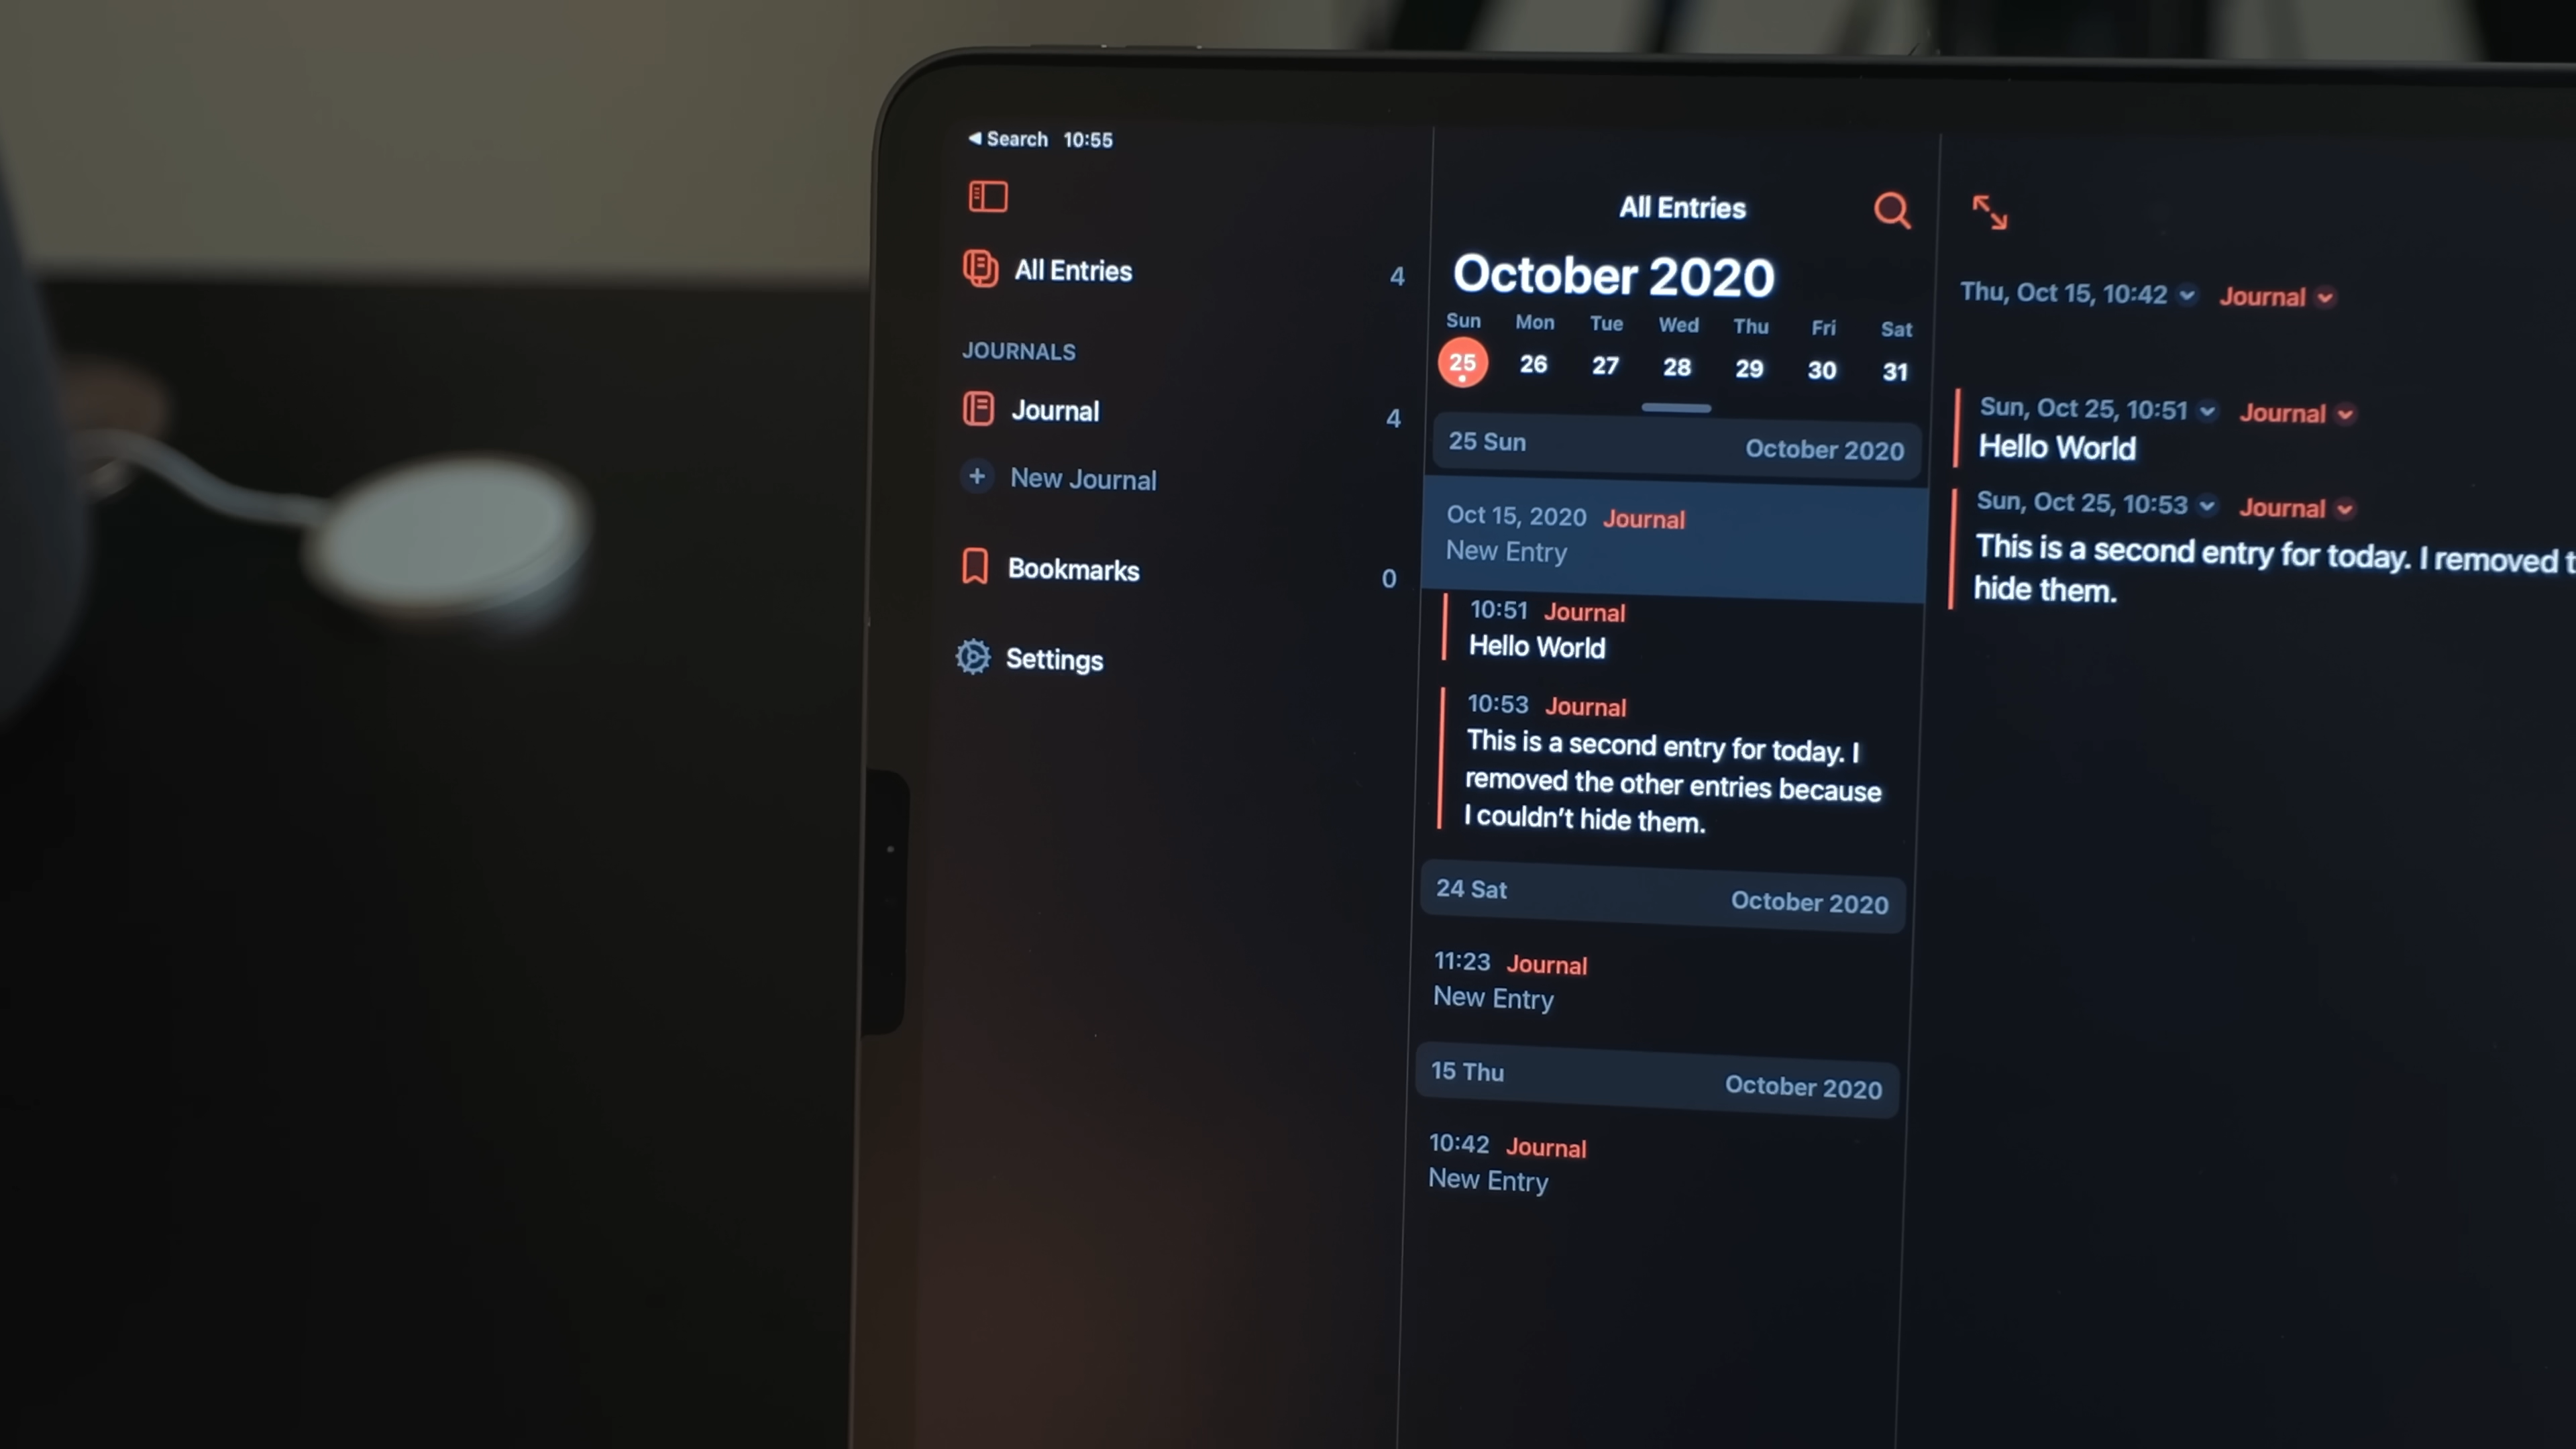 Search 10:55
All Entries 4
JOURNALS
Journal 4
New Journal
Bookmarks 0
Settings
All Entries
October 2020
Sun Mon Tue Wed Thu Fri Sat
25 26 27 28 29 30 31
25 Sun October 2020
Oct 15, 2020 Journal
New Entry
10:51 Journal
Hello World
10:53 Journal
This is a second entry for today. I
removed the other entries because
I couldn't hide them.
24 Sat October 2020
11:23 Journal
New Entry
15 Thu October 2020
10:42 Journal
New Entry
Thu, Oct 15, 10:42 Journal
Sun, Oct 25, 10:51 Journal
Hello World
Sun, Oct 25, 10:53 Journal
This is a second entry for today. I removed
hide them.